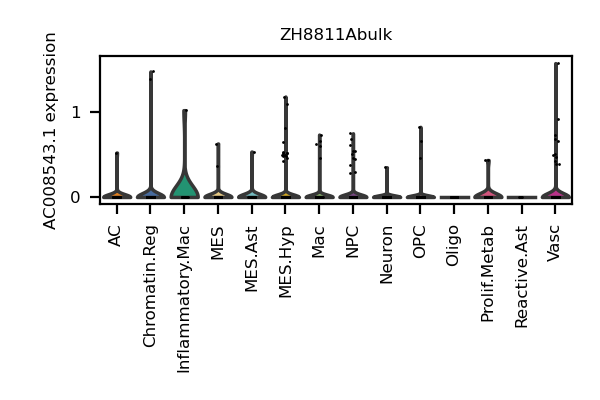 ZH8811Abulk
AC008543.1 expression
1
0
AC
Chromatin.Reg
Inflammatory.Mac
MES
MES.Ast
MES.Hyp
Mac
NPC
Neuron
OPC
Oligo
Prolif.Metab
Reactive.Ast
Vasc